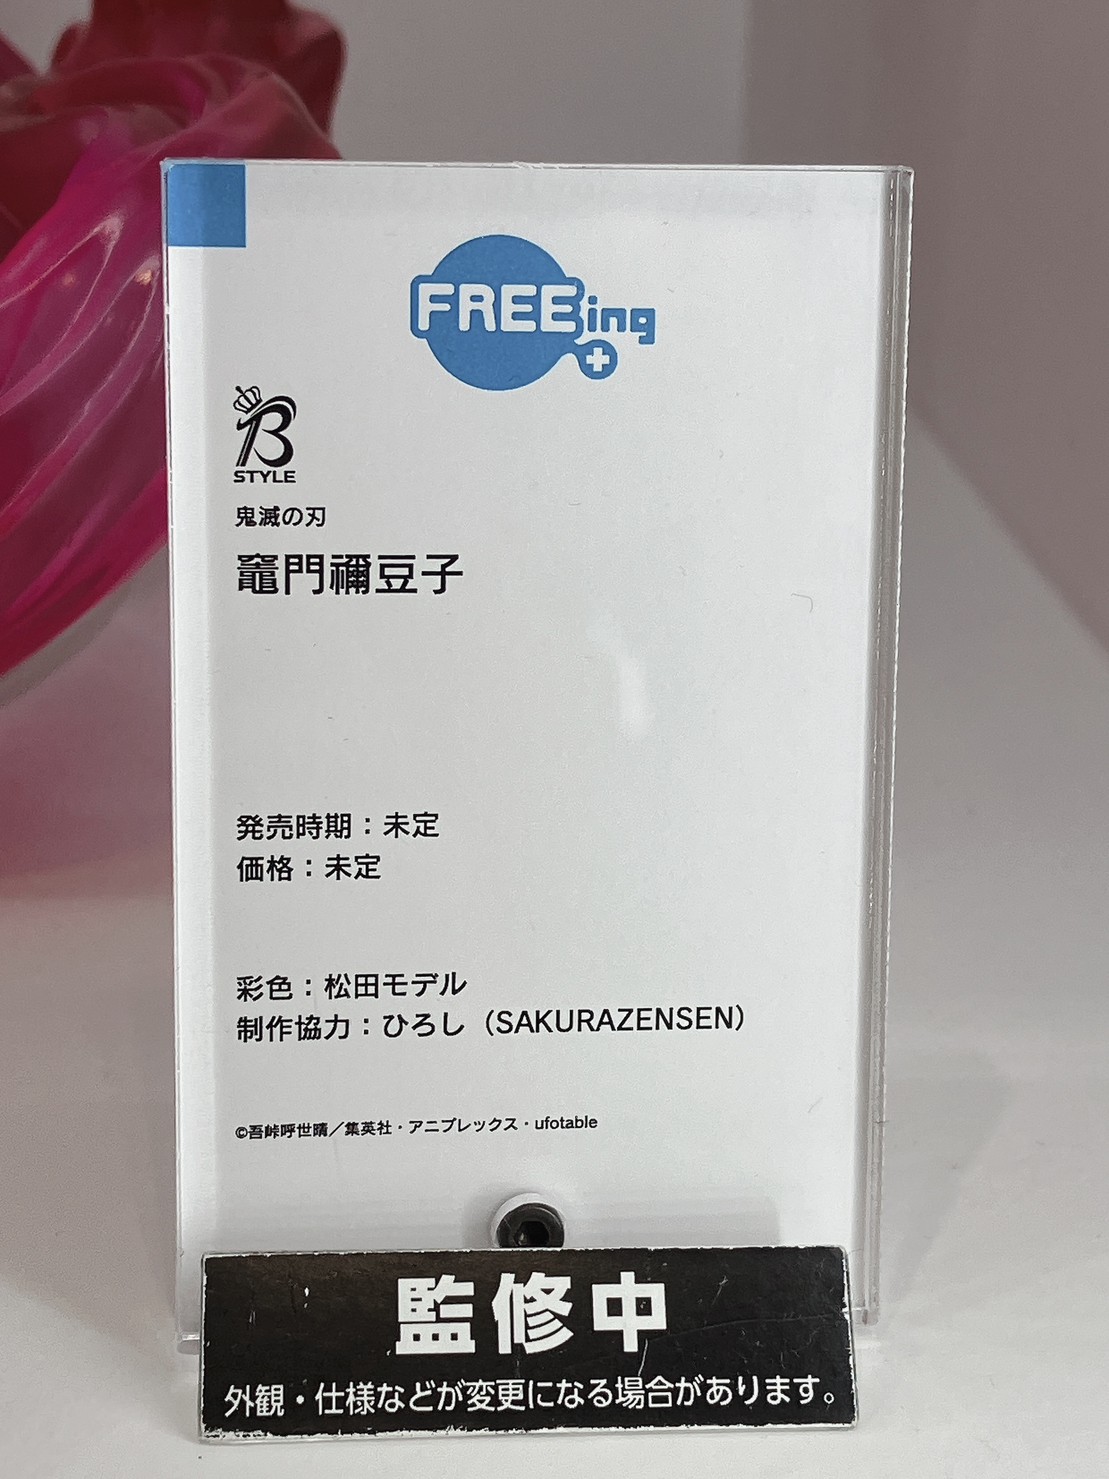 FREEing
B
STYLE
鬼滅の刃
竈門禰豆子
発売時期：未定
価格：未定
彩色：松田モデル
制作協力：ひろし（SAKURAZENSEN）
©吾峠呼世晴／集英社・アニプレックス・ufotable
監修中
外観・仕様などが変更になる場合があります。